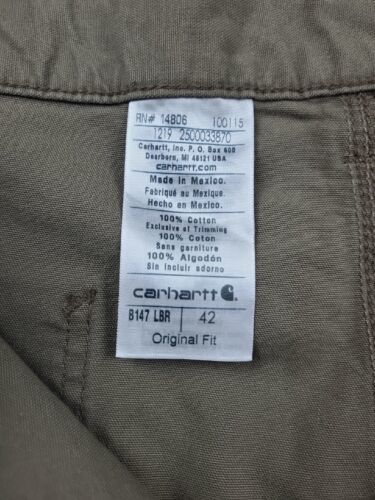 RN# 14806 100115
1219 2500033870
Carhartt, Inc. P. O. Box 600
Dearborn, MI 48121 USA
carhartt.com
Made in Mexico.
Fabriqué au Mexique.
Hecho en Mexico.
100% Cotton
Exclusive of Trimming
100% Coton
Sans garniture
100% Algodón
Sin incluir adorno
carhartt
B147 LBR 42
Original Fit